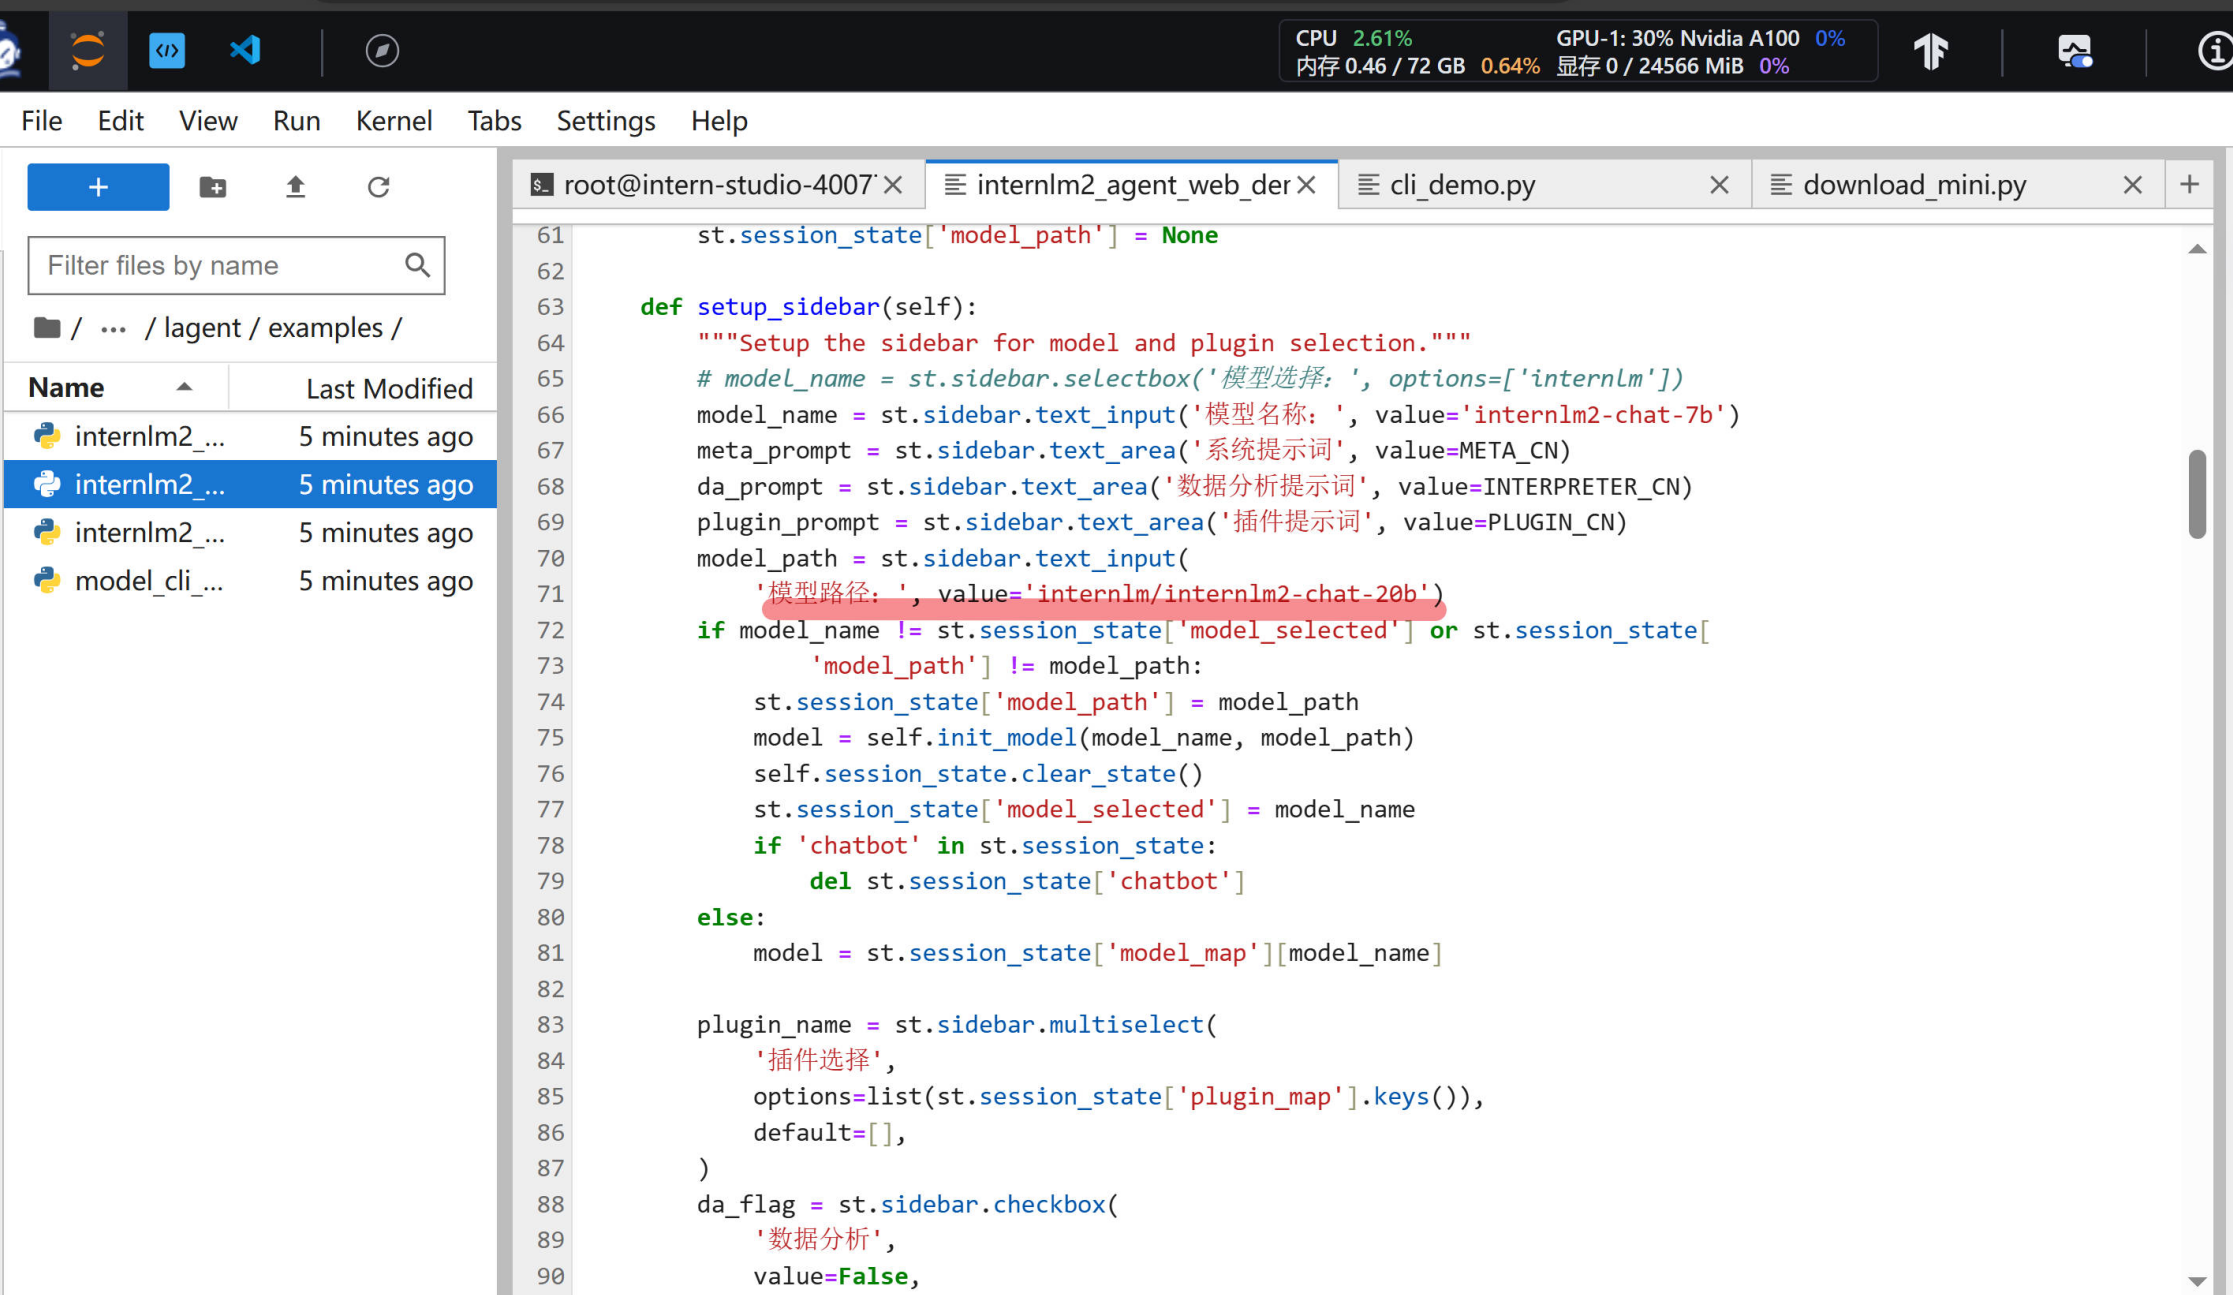 CPU 2.61% GPU-1: 30% Nvidia A100 0%
内存 0.46 / 72 GB 0.64% 显存 0 / 24566 MiB 0%
File Edit View Run Kernel Tabs Settings Help
+
Filter files by name
/ ··· / lagent / examples /
Name Last Modified
internlm2_... 5 minutes ago
internlm2_... 5 minutes ago
internlm2_... 5 minutes ago
model_cli_... 5 minutes ago
root@intern-studio-4007 internlm2_agent_web_der cli_demo.py download_mini.py +
61 st.session_state['model_path'] = None
62
63 def setup_sidebar(self):
64 """Setup the sidebar for model and plugin selection."""
65 # model_name = st.sidebar.selectbox('模型选择：', options=['internlm'])
66 model_name = st.sidebar.text_input('模型名称：', value='internlm2-chat-7b')
67 meta_prompt = st.sidebar.text_area('系统提示词', value=META_CN)
68 da_prompt = st.sidebar.text_area('数据分析提示词', value=INTERPRETER_CN)
69 plugin_prompt = st.sidebar.text_area('插件提示词', value=PLUGIN_CN)
70 model_path = st.sidebar.text_input(
71 '模型路径：', value='internlm/internlm2-chat-20b')
72 if model_name != st.session_state['model_selected'] or st.session_state[
73 'model_path'] != model_path:
74 st.session_state['model_path'] = model_path
75 model = self.init_model(model_name, model_path)
76 self.session_state.clear_state()
77 st.session_state['model_selected'] = model_name
78 if 'chatbot' in st.session_state:
79 del st.session_state['chatbot']
80 else:
81 model = st.session_state['model_map'][model_name]
82
83 plugin_name = st.sidebar.multiselect(
84 '插件选择',
85 options=list(st.session_state['plugin_map'].keys()),
86 default=[],
87 )
88 da_flag = st.sidebar.checkbox(
89 '数据分析',
90 value=False,